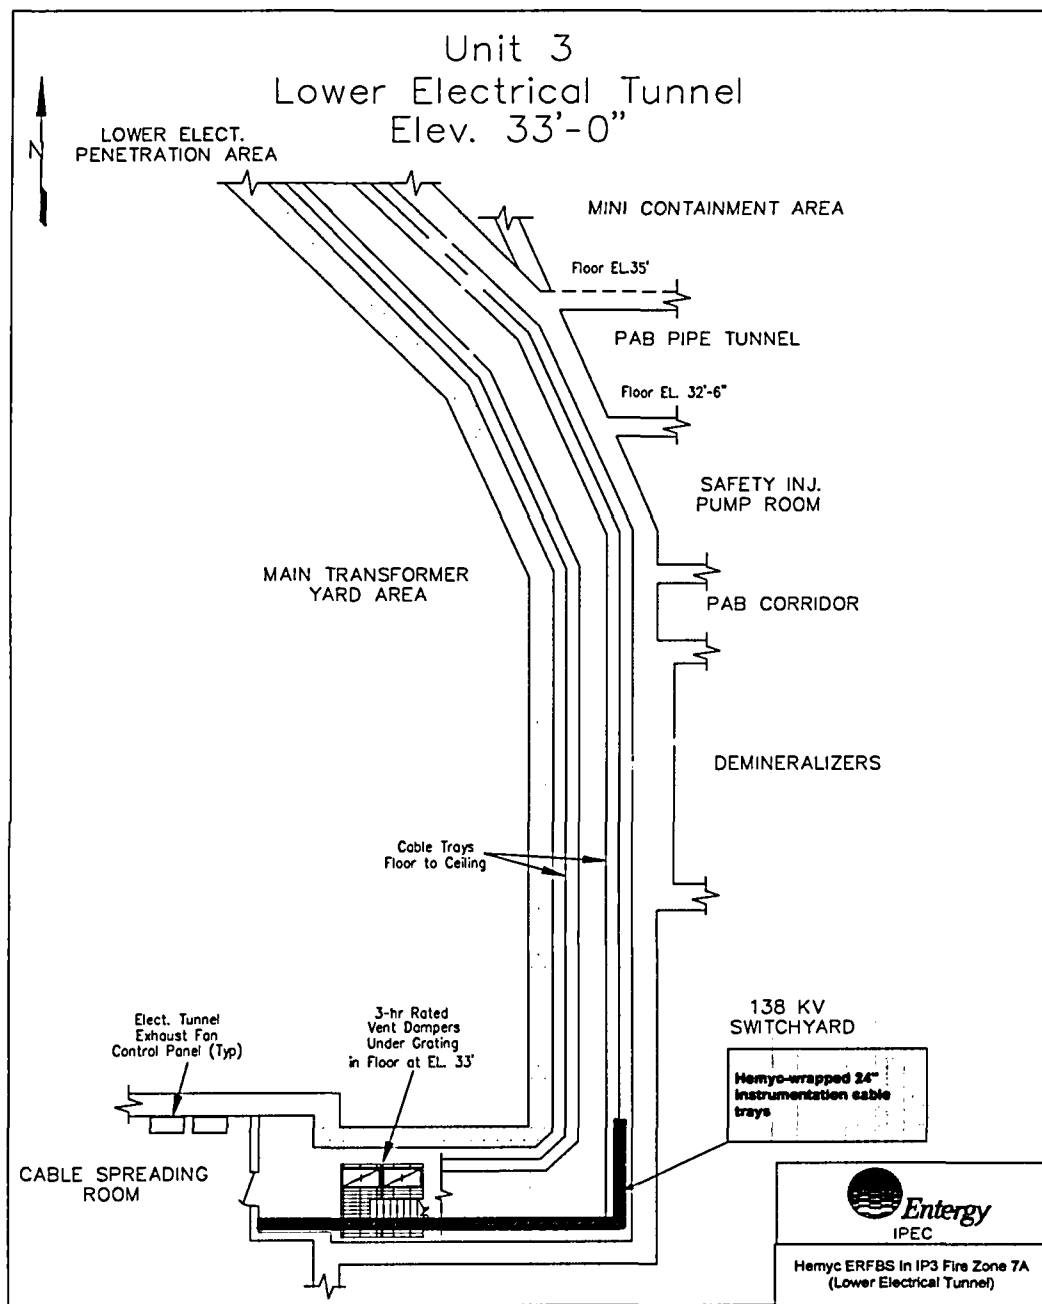 Unit 3
Lower Electrical Tunnel
Elev. 33'-0"
N
LOWER ELECT.
PENETRATION AREA
MINI CONTAINMENT AREA
Floor EL.35'
PAB PIPE TUNNEL
Floor EL. 32'-6"
SAFETY INJ.
PUMP ROOM
MAIN TRANSFORMER
YARD AREA
PAB CORRIDOR
DEMINERALIZERS
Cable Trays
Floor to Ceiling
3-hr Rated
Vent Dampers
Under Grating
in Floor at EL. 33'
Elect. Tunnel
Exhaust Fan
Control Panel (Typ)
138 KV
SWITCHYARD
Hemyc-wrapped 24"
instrumentation cable
trays
CABLE SPREADING
ROOM
Entergy
IPEC
Hemyc ERFBS In IP3 Fire Zone 7A
(Lower Electrical Tunnel)